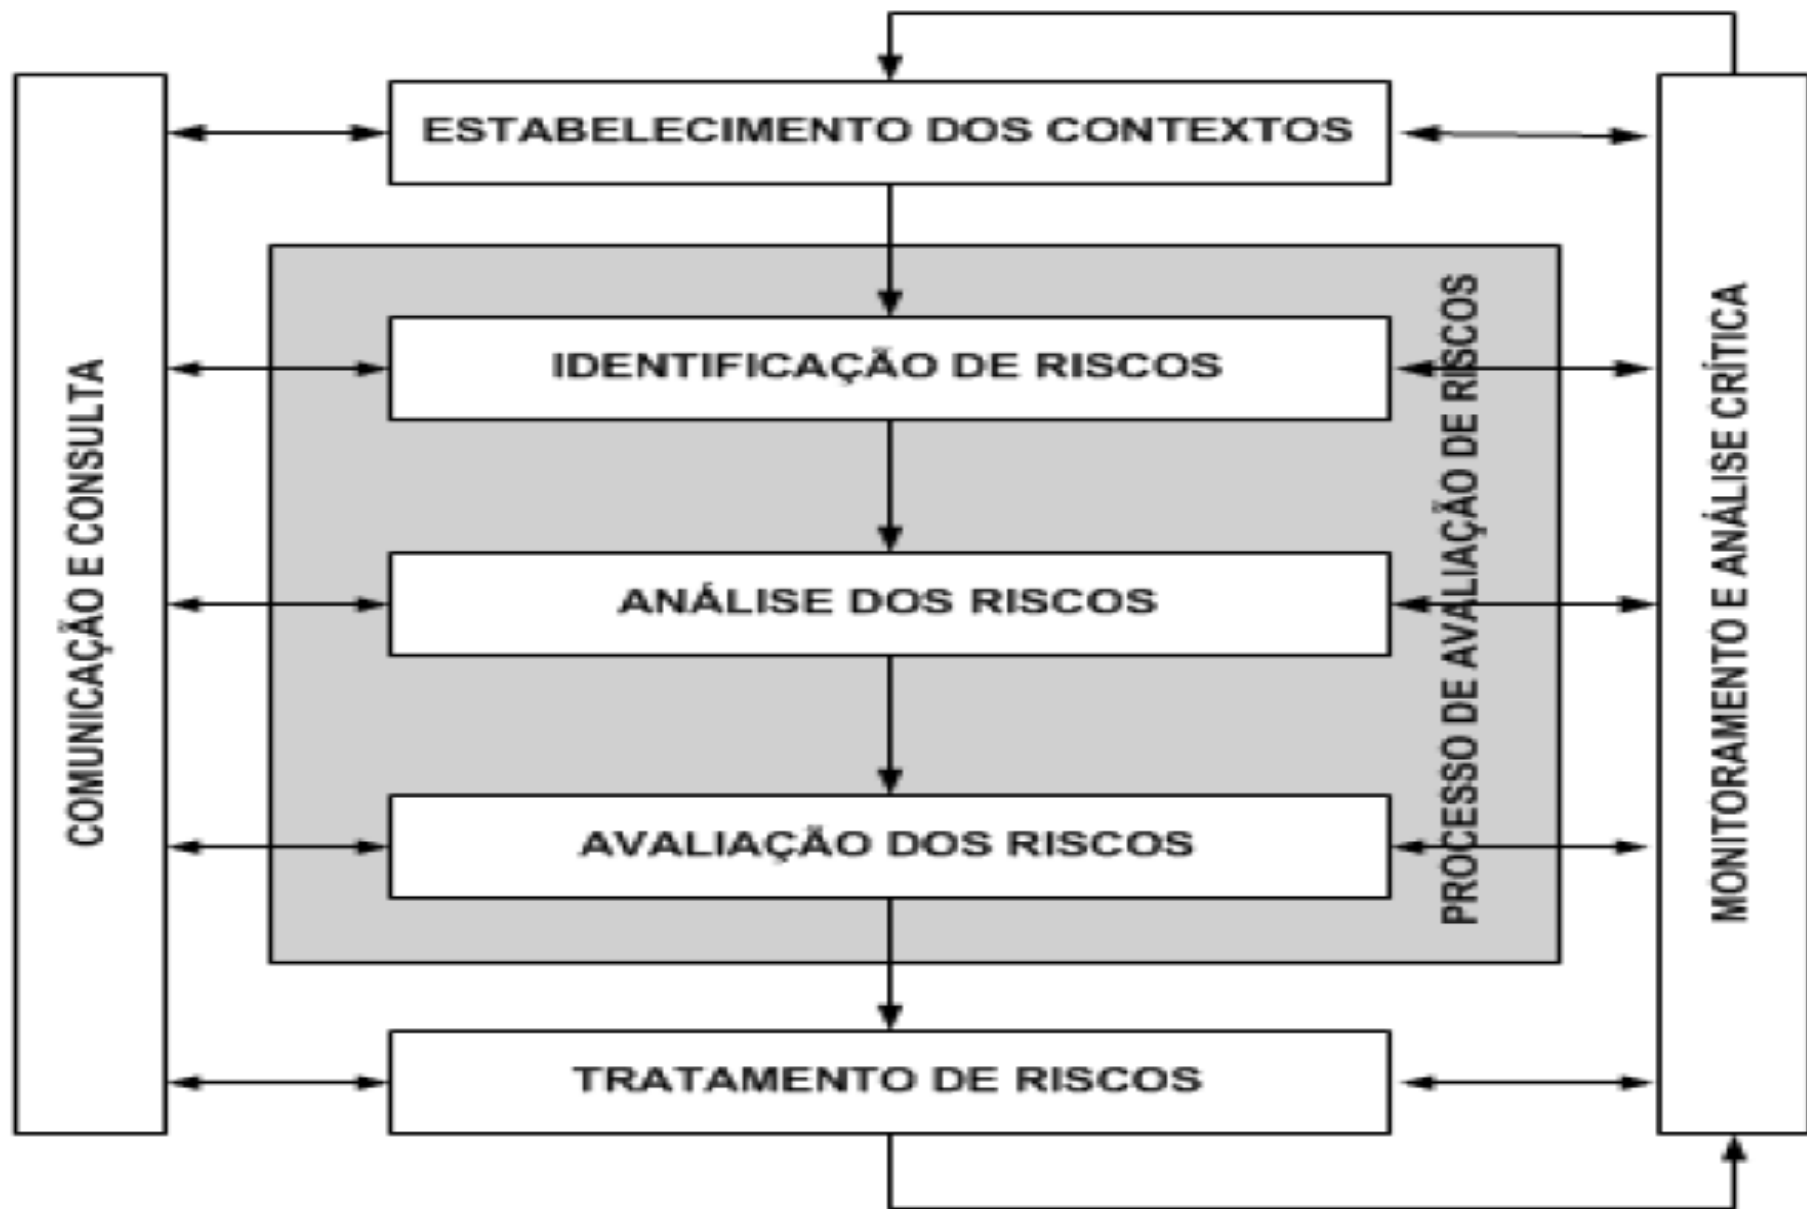 COMUNICAÇÃO E CONSULTA
ESTABELECIMENTO DOS CONTEXTOS
IDENTIFICAÇÃO DE RISCOS
ANÁLISE DOS RISCOS
AVALIAÇÃO DOS RISCOS
TRATAMENTO DE RISCOS
PROCESSO DE AVALIAÇÃO DE RISCOS
MONITORAMENTO E ANÁLISE CRÍTICA